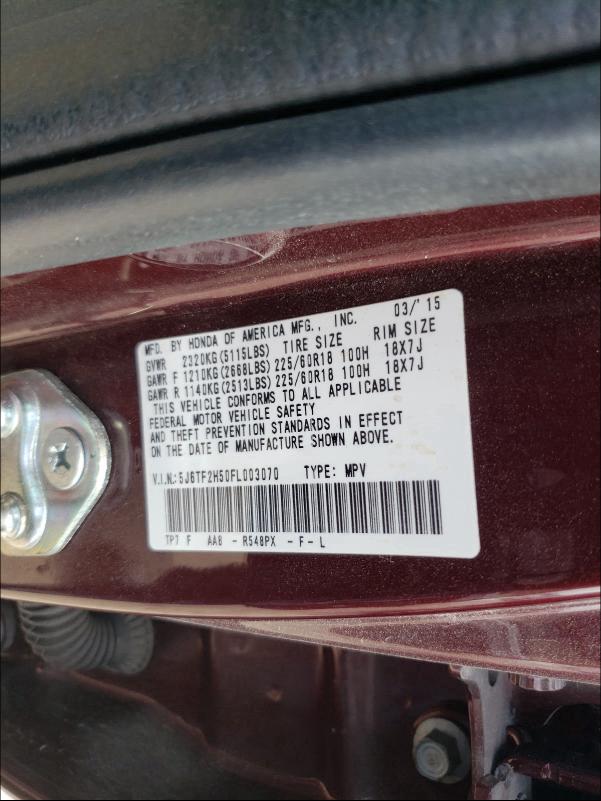 MFD. BY HONDA OF AMERICA MFG., INC. 03/'15
GVWR 2320KG(5115LBS) TIRE SIZE RIM SIZE
GAWR F 1210KG(2668LBS) 225/60R18 100H 18X7J
GAWR R 1140KG(2513LBS) 225/60R18 100H 18X7J
THIS VEHICLE CONFORMS TO ALL APPLICABLE
FEDERAL MOTOR VEHICLE SAFETY
AND THEFT PREVENTION STANDARDS IN EFFECT
ON THE DATE OF MANUFACTURE SHOWN ABOVE.
V.I.N.:5J6TF2H50FL003070 TYPE: MPV
TP7 F AA8 - R548PX - F - L